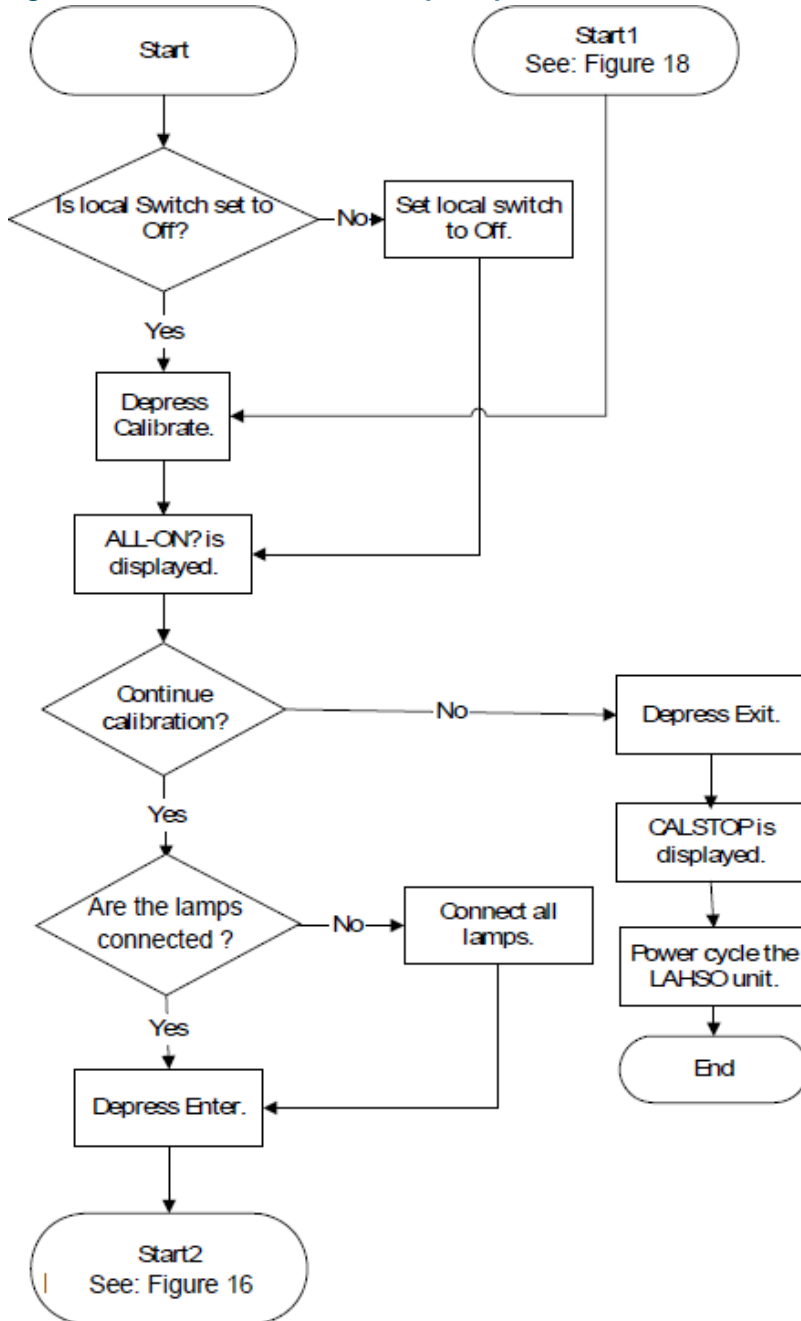 Start
Start1
See: Figure 18
Is local Switch set to
Off?
No
Set local switch
to Off.
Yes
Depress
Calibrate.
ALL-ON? is
displayed.
Continue
calibration?
No
Depress Exit.
Yes
CALSTOP is
displayed.
Are the lamps
connected ?
No
Connect all
lamps.
Power cycle the
LAHSO unit.
Yes
End
Depress Enter.
Start2
See: Figure 16